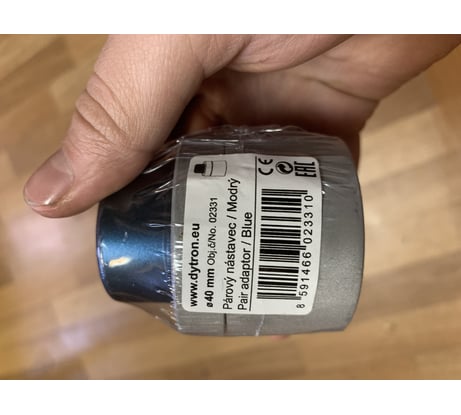 www.dytron.eu
ø40 mm Obj.č/No. 02331
Párový nástavec / Modrý
Pair adaptor / Blue
CE
EAC
8 591466 023310